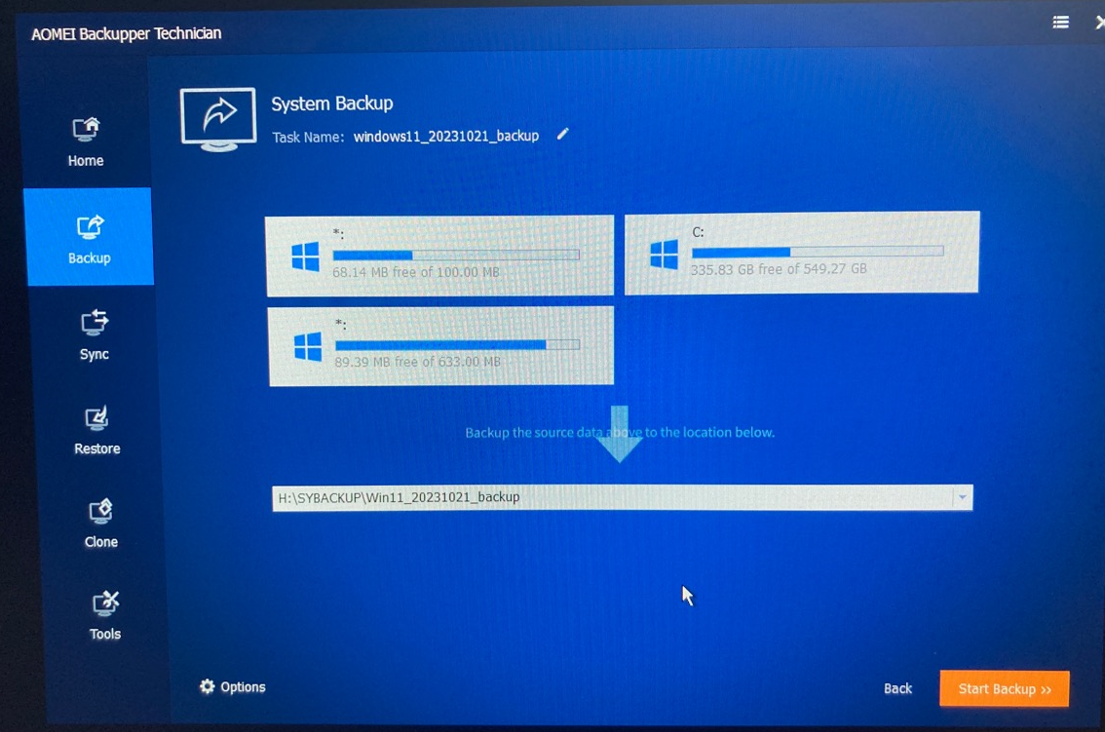 AOMEI Backupper Technician
System Backup
Task Name: windows11_20231021_backup
Home
Backup
Sync
Restore
Clone
Tools
*:
68.14 MB free of 100.00 MB
C:
335.83 GB free of 549.27 GB
*:
89.39 MB free of 633.00 MB
Backup the source data above to the location below.
H:\SYBACKUP\Win11_20231021_backup
Options
Back
Start Backup >>